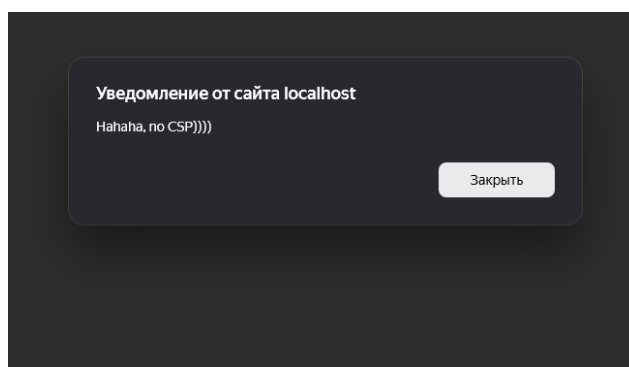 Уведомление от сайта localhost
Hahaha, no CSP))))
Закрыть